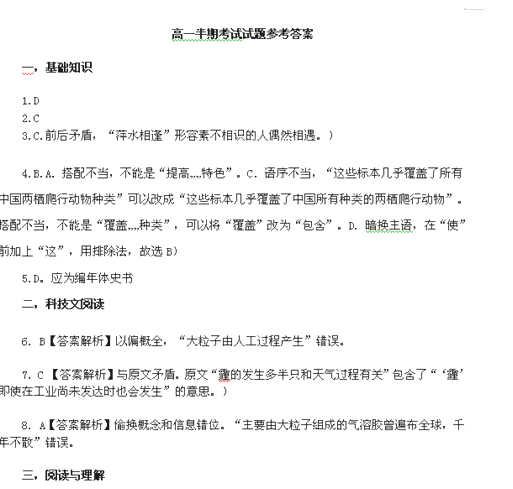 高一半期考试试题参考答案
一，基础知识
1.D
2.C
3.C.前后矛盾，“萍水相逢”形容素不相识的人偶然相遇。）
4.B.A. 搭配不当，不能是“提高……特色”。C. 语序不当，“这些标本几乎覆盖了所有
中国两栖爬行动物种类”可以改成“这些标本几乎覆盖了中国所有种类的两栖爬行动物”。
搭配不当，不能是“覆盖……种类”，可以将“覆盖”改为“包含”。D. 暗换主语，在“使”
前加上“这”，用排除法，故选 B）
5.D。应为编年体史书
二，科技文阅读
6. B【答案解析】以偏概全，“大粒子由人工过程产生”错误。
7. C 【答案解析】与原文矛盾。原文“霾的发生多半只和天气过程有关”包含了“‘霾’
即使在工业尚未发达时也会发生”的意思。）
8. A【答案解析】偷换概念和信息错位。“主要由大粒子组成的气溶胶曾遍布全球，千
年不散”错误。
三，阅读与理解